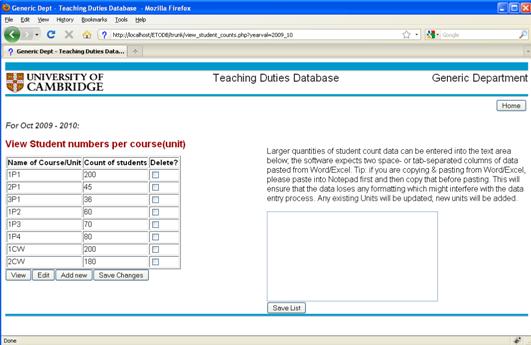 Generic Dept - Teaching Duties Database - Mozilla Firefox
File Edit View History Bookmarks Tools Help
http://localhost/ETODB/trunk/view_student_counts.php?yearval=2009_10
Google
Generic Dept - Teaching Duties Data...
UNIVERSITY OF CAMBRIDGE
Teaching Duties Database
Generic Department
Home
For Oct 2009 - 2010:
View Student numbers per course(unit)
Name of Course/Unit Count of students Delete?
1P1 200
2P1 45
3P1 36
1P2 60
1P3 70
1P4 80
1CW 200
2CW 180
View Edit Add new Save Changes
Larger quantities of student count data can be entered into the text area
below; the software expects two space- or tab-separated columns of data
pasted from Word/Excel. Tip: if you are copying & pasting from Word/Excel,
please paste into Notepad first and then copy that before pasting. This will
ensure that the data loses any formatting which might interfere with the data
entry process. Any existing Units will be updated; new units will be added.
Save List
Done